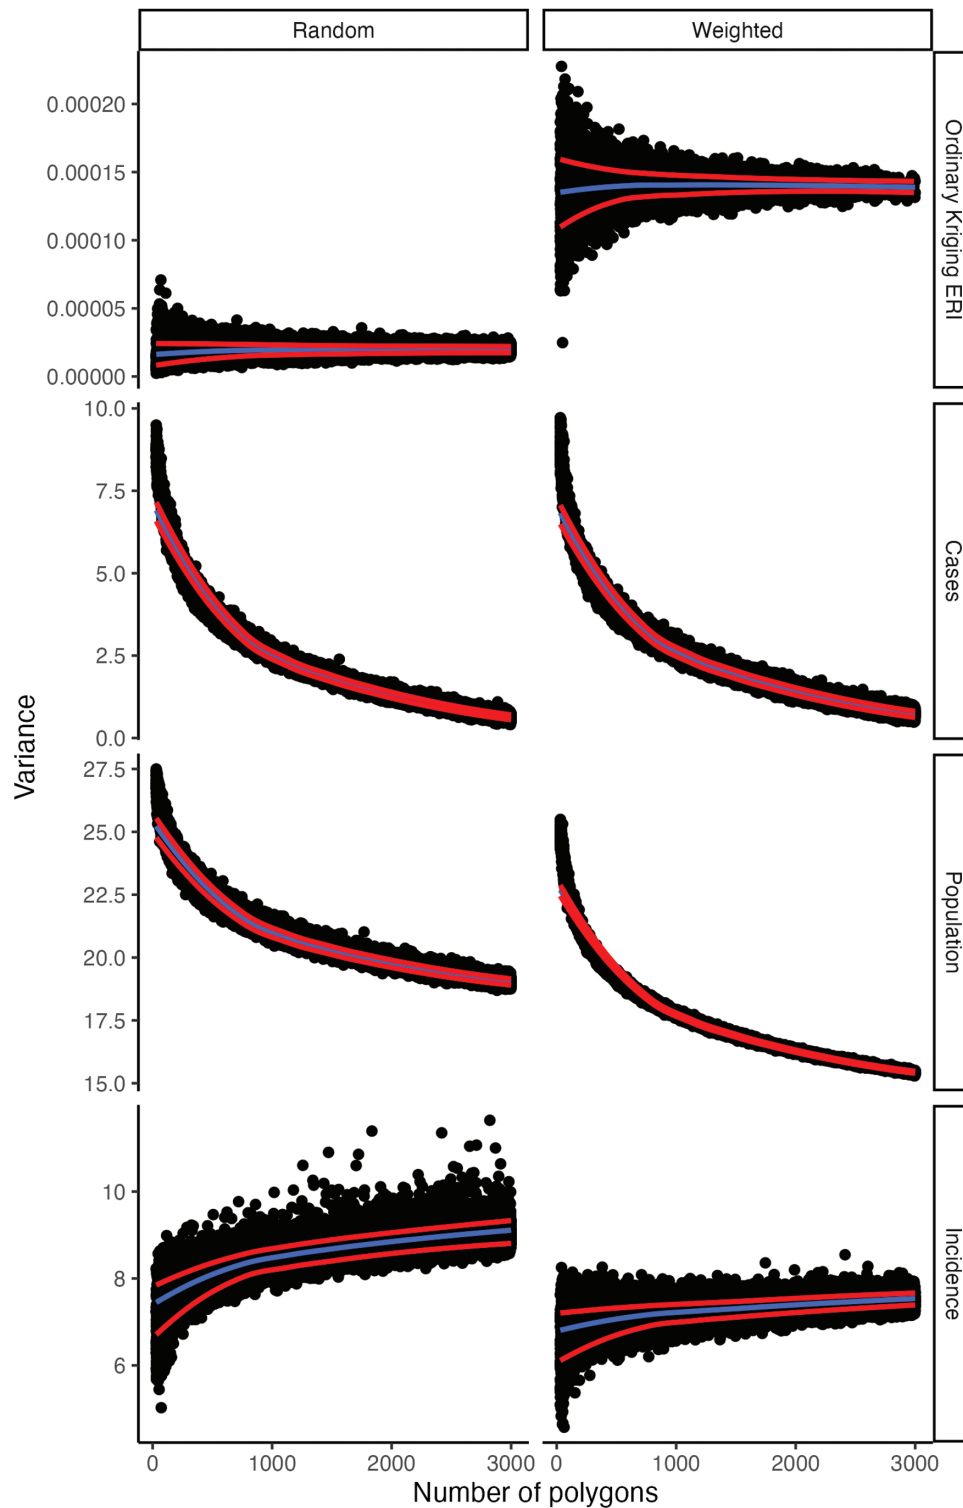 Random
Weighted
0.00020
0.00015
0.00010
0.00005
0.00000
Ordinary Kriging ERI
10.0
7.5
5.0
2.5
0.0
Cases
Variance
27.5
25.0
22.5
20.0
17.5
15.0
Population
10
8
6
Incidence
0 1000 2000 3000 0 1000 2000 3000
Number of polygons